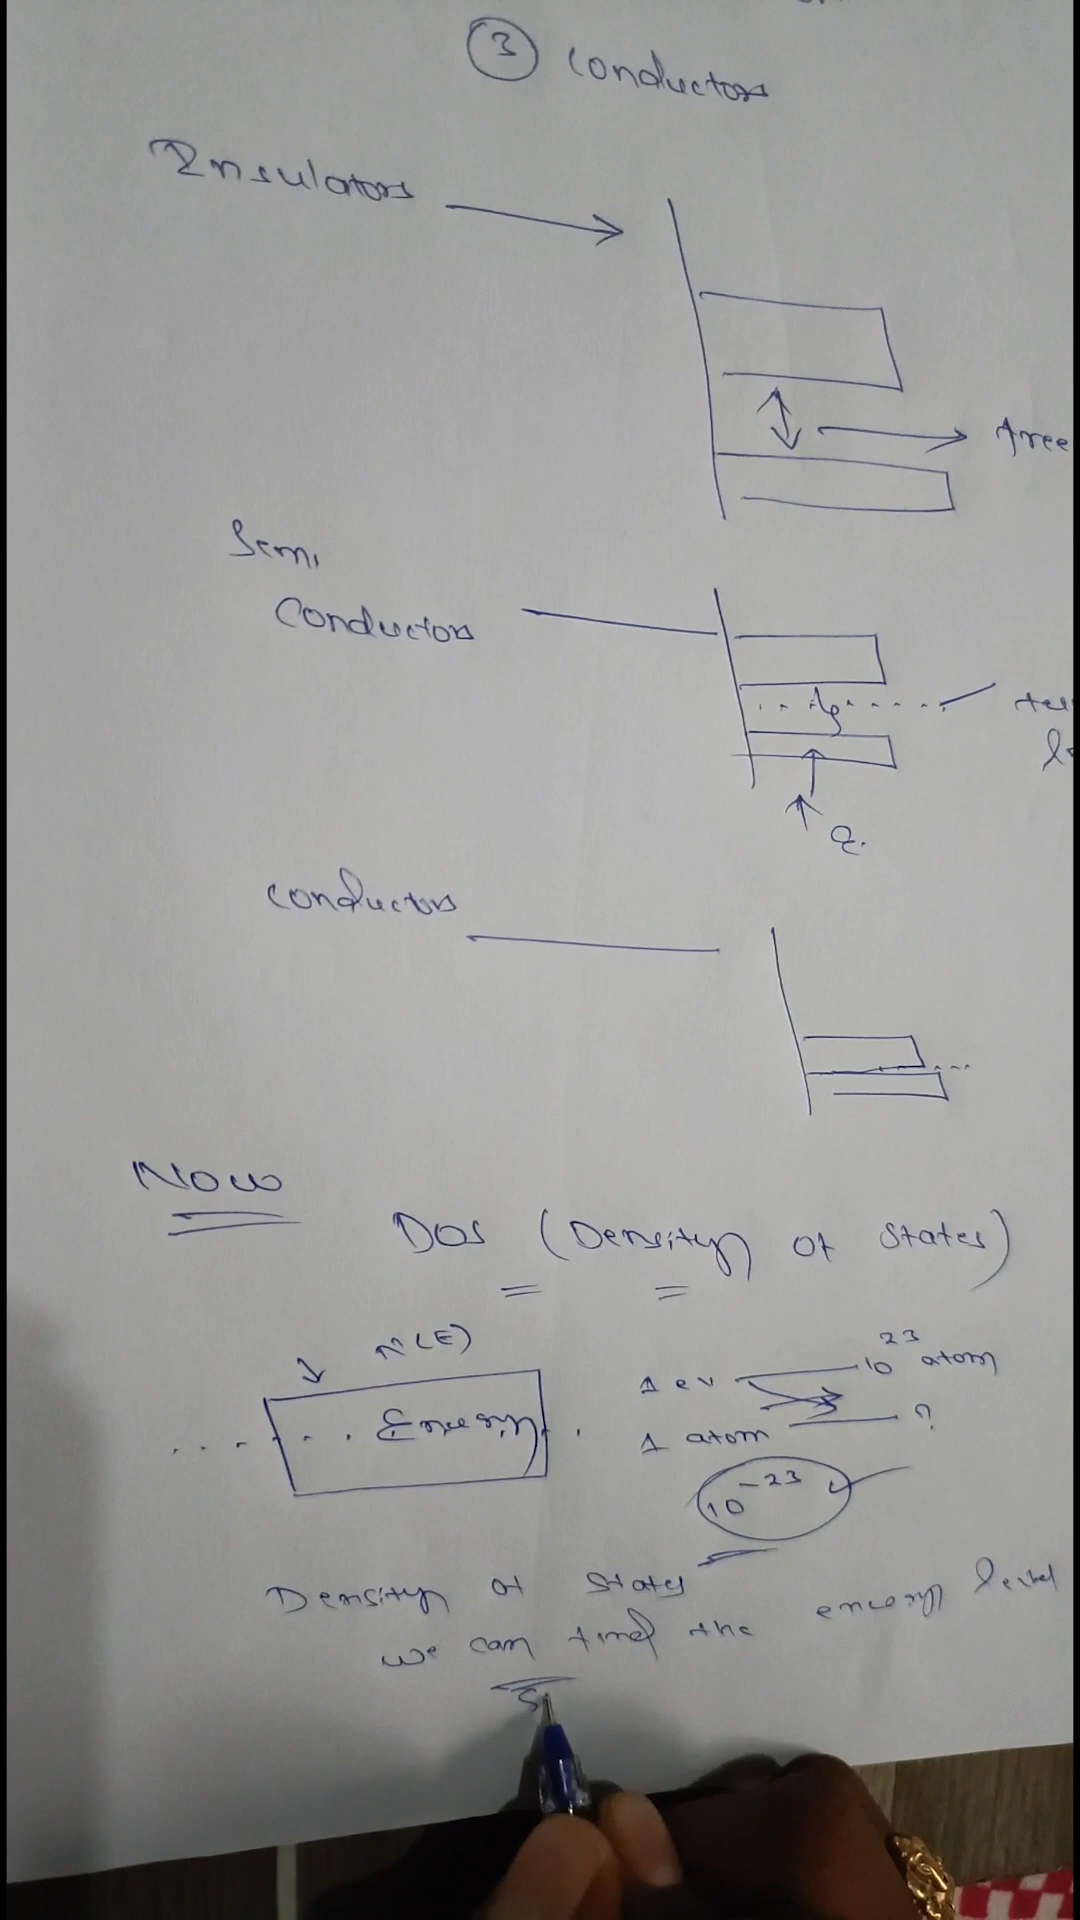 ③ Conductors
Insulators
free
Semi
Conductors
Q.
Conductors
Now
DOS (Density of States)
N(E)
1 ev 10²³ atom
Energy
1 atom ?
10⁻²³
Density of States
we can find the energy level